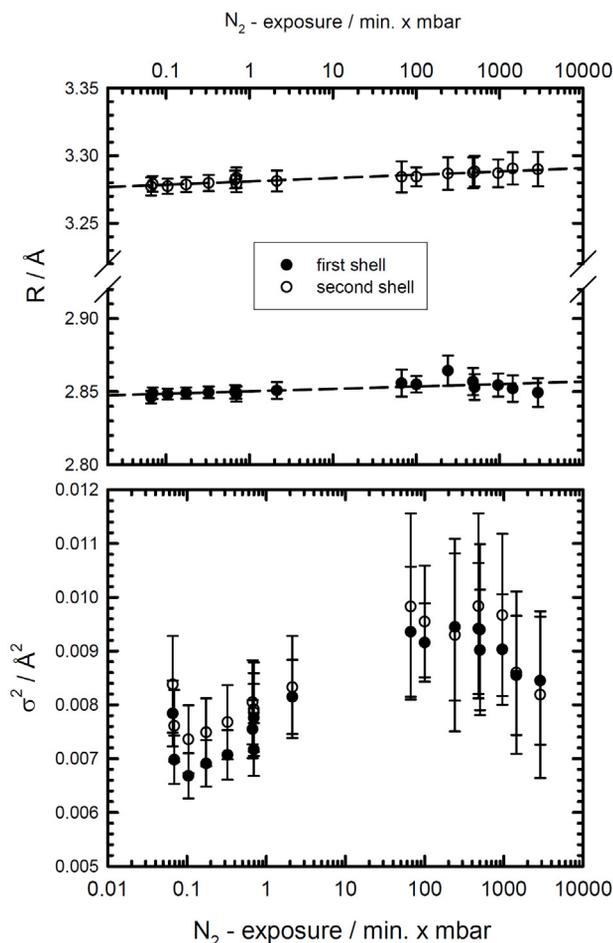 N₂ - exposure / min. x mbar
0.1 1 10 100 1000 10000
3.35
3.30
3.25
R / Å
first shell
second shell
2.90
2.85
2.80
0.012
0.011
0.010
0.009
σ² / Å²
0.008
0.007
0.006
0.005
0.01 0.1 1 10 100 1000 10000
N₂ - exposure / min. x mbar